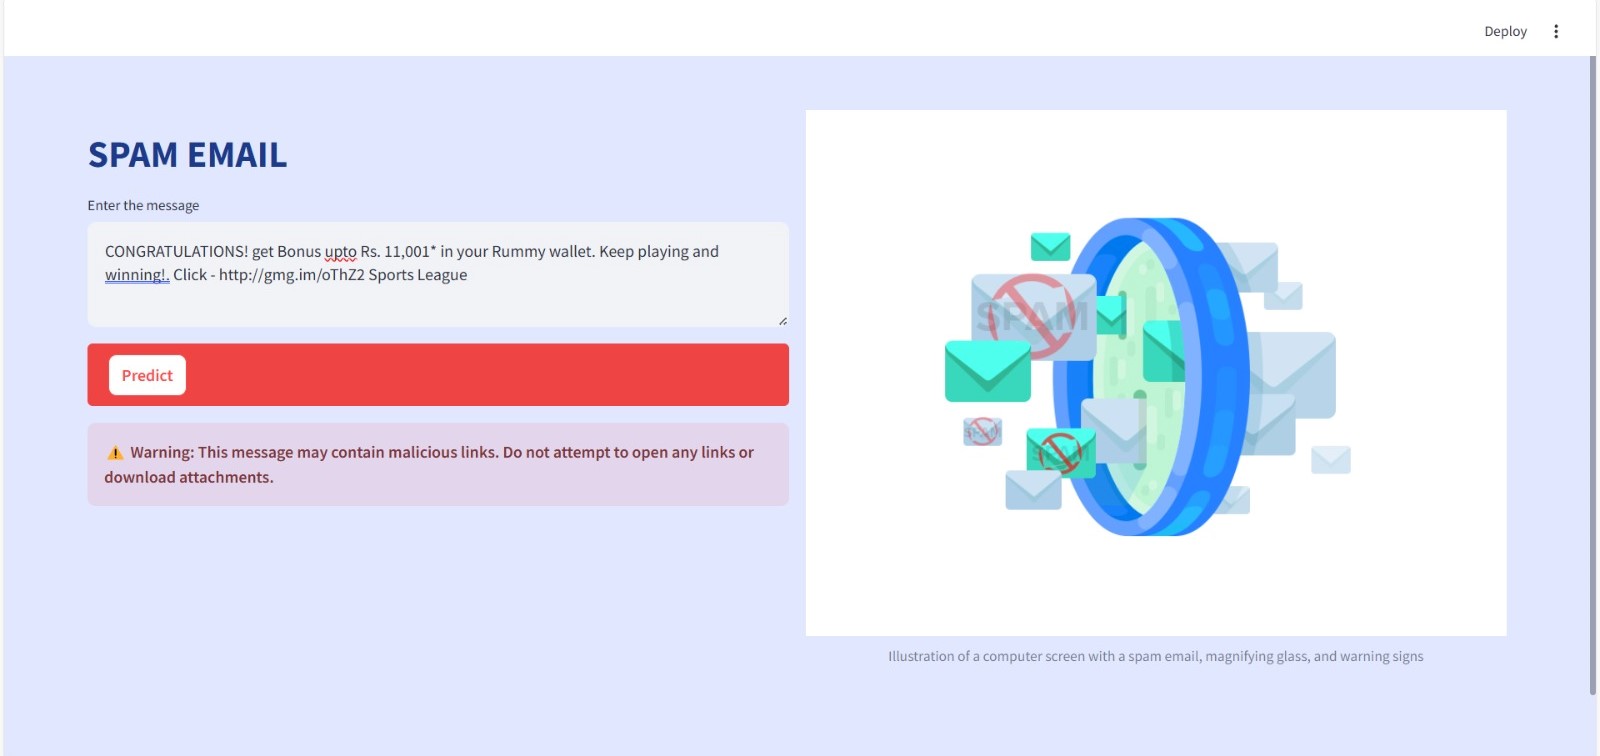 Deploy
SPAM EMAIL
Enter the message
CONGRATULATIONS! get Bonus upto Rs. 11,001* in your Rummy wallet. Keep playing and
winning!. Click - http://gmg.im/oThZ2 Sports League
Predict
⚠️ Warning: This message may contain malicious links. Do not attempt to open any links or
download attachments.
SPAM
SPAM
SPAM
Illustration of a computer screen with a spam email, magnifying glass, and warning signs